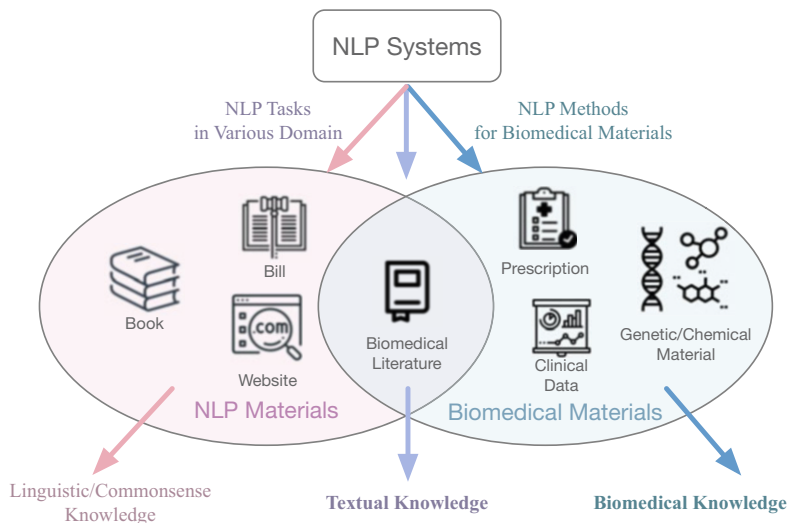 NLP Systems
NLP Tasks
in Various Domain
NLP Methods
for Biomedical Materials
Bill
Prescription
Book
.com
Website
Biomedical
Literature
Clinical
Data
Genetic/Chemical
Material
NLP Materials
Biomedical Materials
Linguistic/Commonsense
Knowledge
Textual Knowledge
Biomedical Knowledge